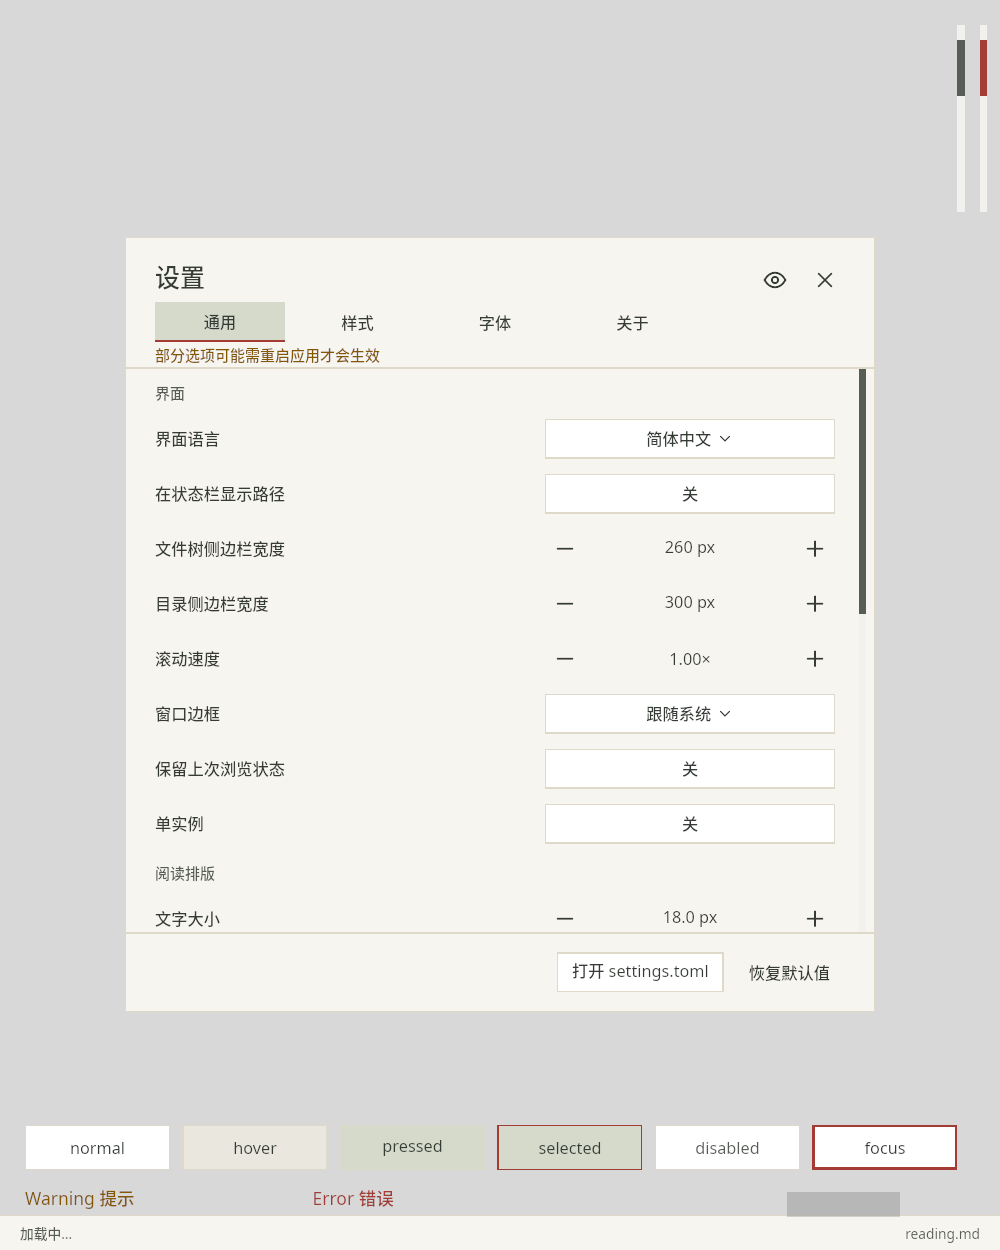 设置
通用 样式 字体 关于
部分选项可能需重启应用才会生效
界面
界面语言 简体中文
在状态栏显示路径 关
文件树侧边栏宽度 260 px
目录侧边栏宽度 300 px
滚动速度 1.00×
窗口边框 跟随系统
保留上次浏览状态 关
单实例 关
阅读排版
文字大小 18.0 px
打开 settings.toml 恢复默认值
normal hover pressed selected disabled focus
Warning 提示 Error 错误
加载中... reading.md